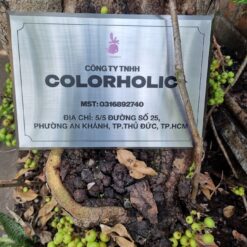 CÔNG TY TNHH
COLORHOLIC
MST: 0316892740
ĐỊA CHỈ: 5/5 ĐƯỜNG SỐ 25,
PHƯỜNG AN KHÁNH, TP.THỦ ĐỨC, TP.HCM